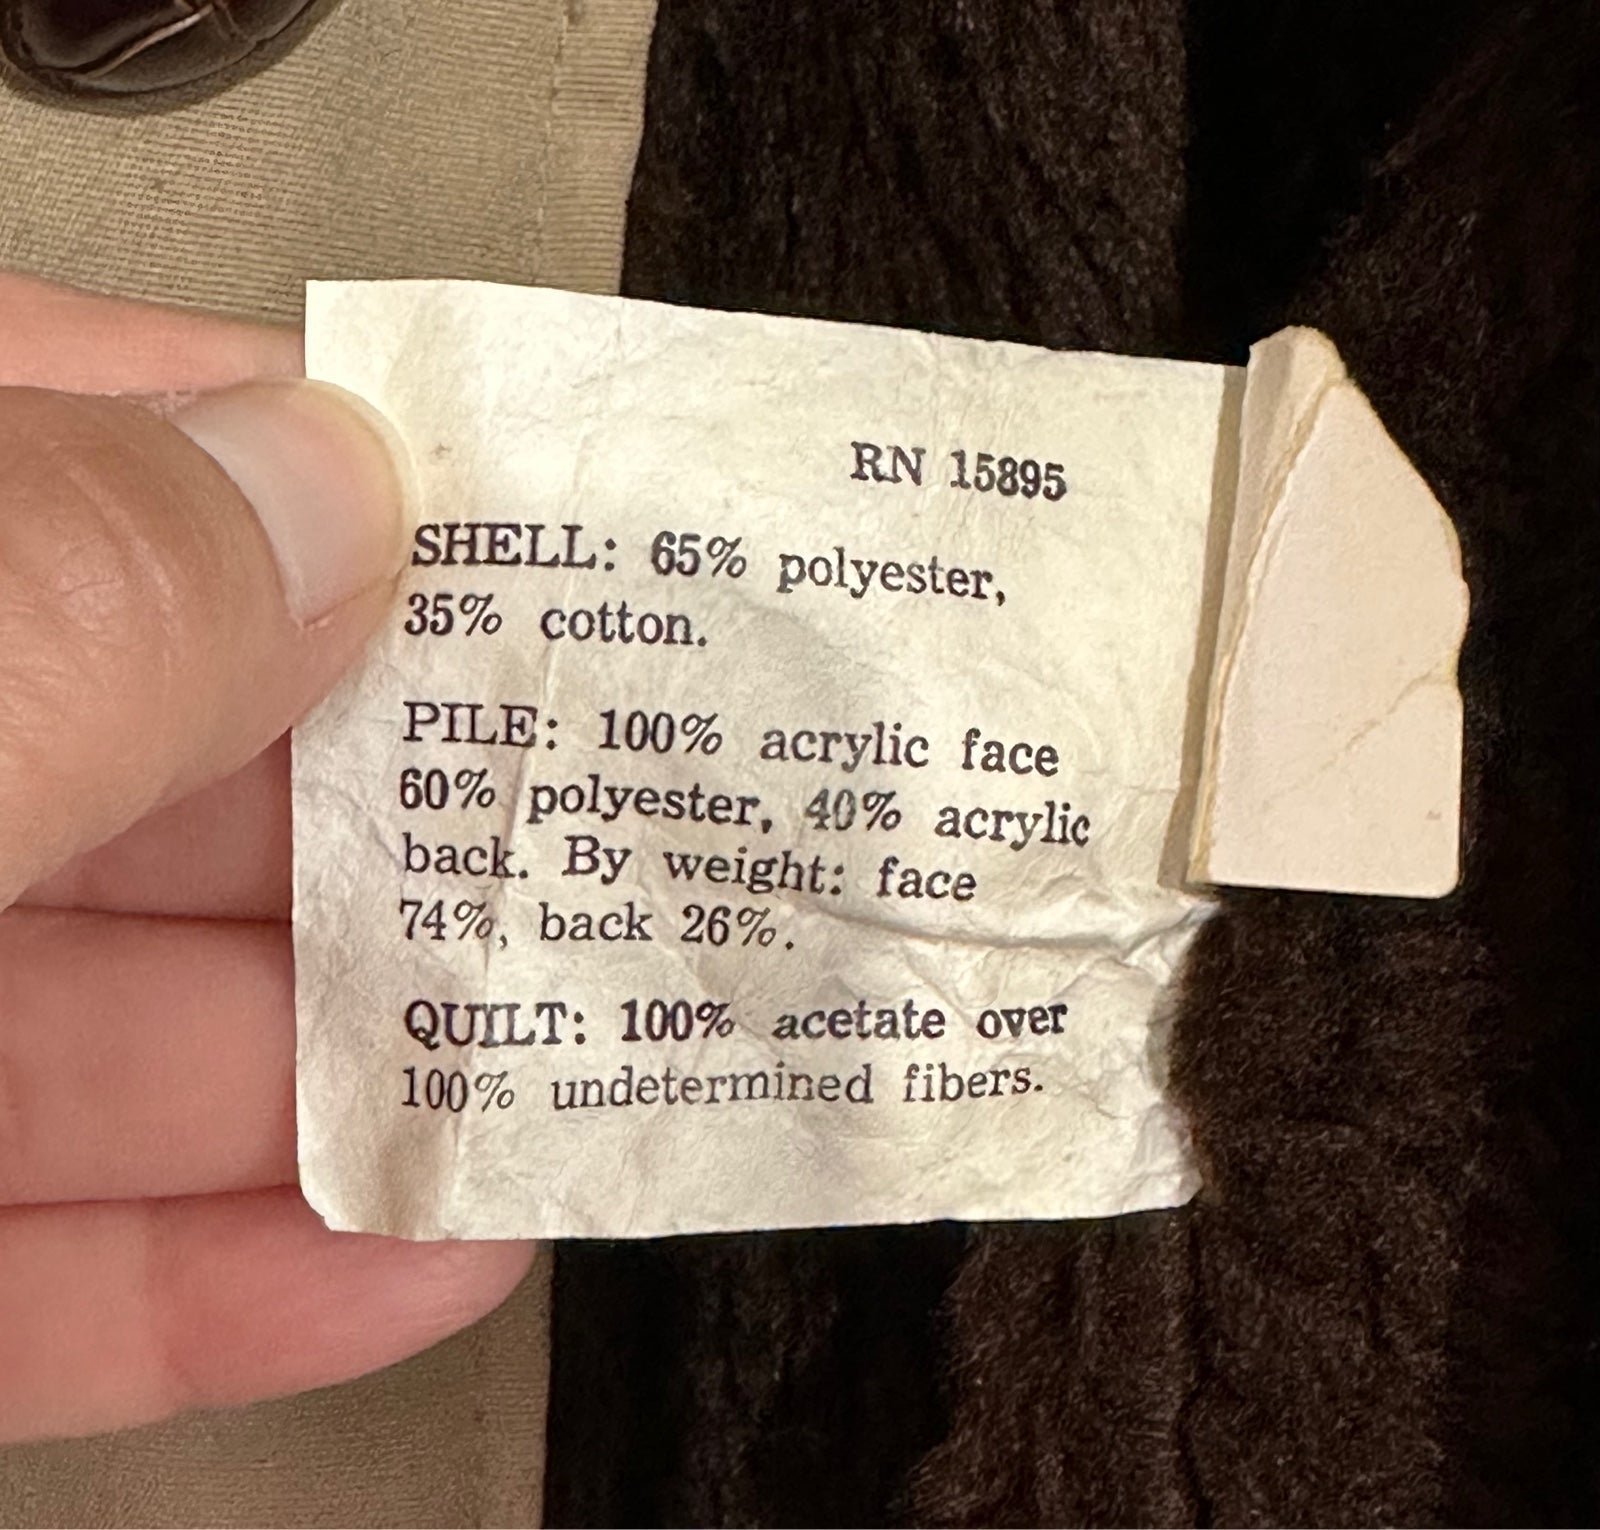 RN 15895
SHELL: 65% polyester,
35% cotton.
PILE: 100% acrylic face
60% polyester, 40% acrylic
back. By weight: face
74%, back 26%.
QUILT: 100% acetate over
100% undetermined fibers.